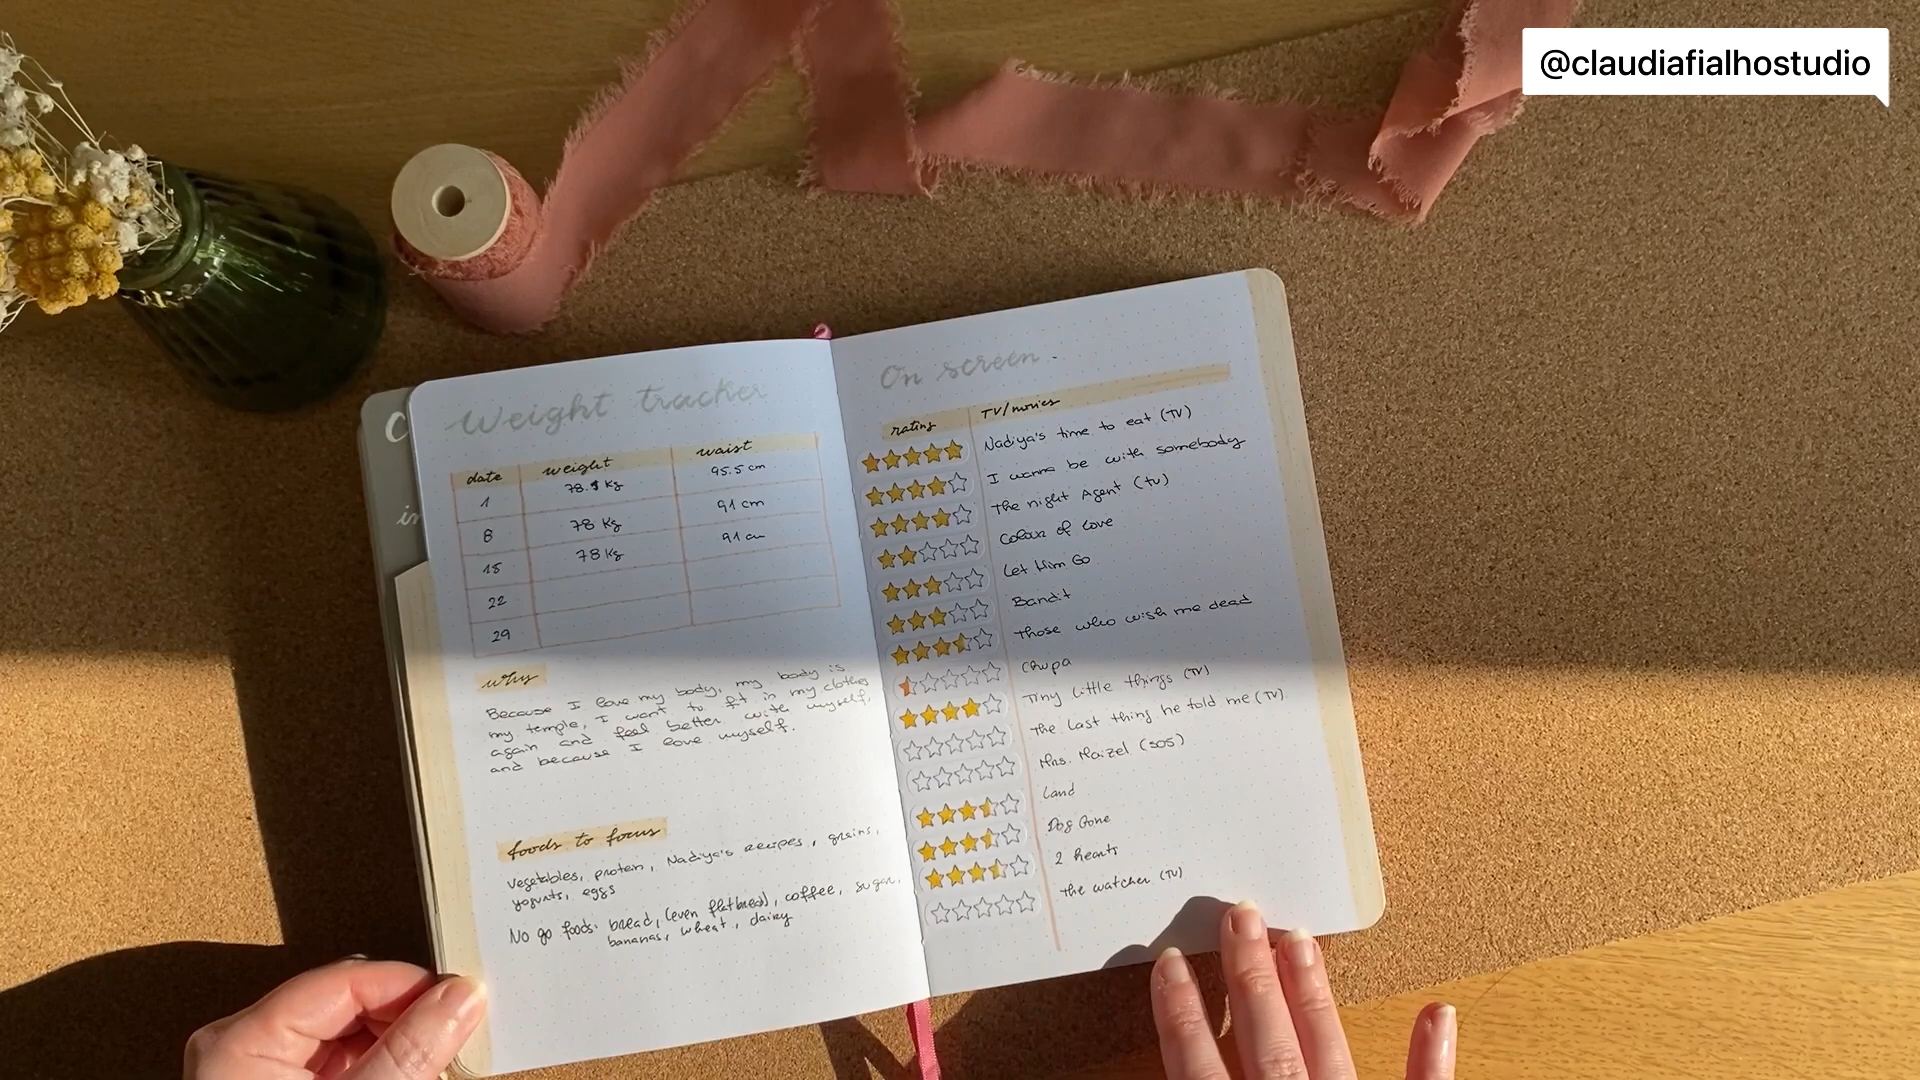 @claudiafialhostudio
C
in
Weight tracker
date weight waist
1 78.9 Kg 95.5 cm
8 78 Kg 91 cm
15 78 Kg 91 cm
22
29
why
Because I love my body, my body is
my temple, I want to fit in my clothes
again and feel better with myself,
and because I love myself.
foods to focus
Vegetables, protein, Nadiya's recipes, grains,
yogurts, eggs
No go foods: bread, (even flatbread), coffee, sugar,
bananas, wheat, dairy
On screen
rating TV/movies
Nadiya's time to eat (TV)
I wanna be with somebody
The night Agent (TV)
Colour of Love
Let Him Go
Bandit
Those who wish me dead
Chupa
Tiny Little things (TV)
The last thing he told me (TV)
Mrs. Maizel (S05)
Land
Dog Gone
2 hearts
The watcher (TV)